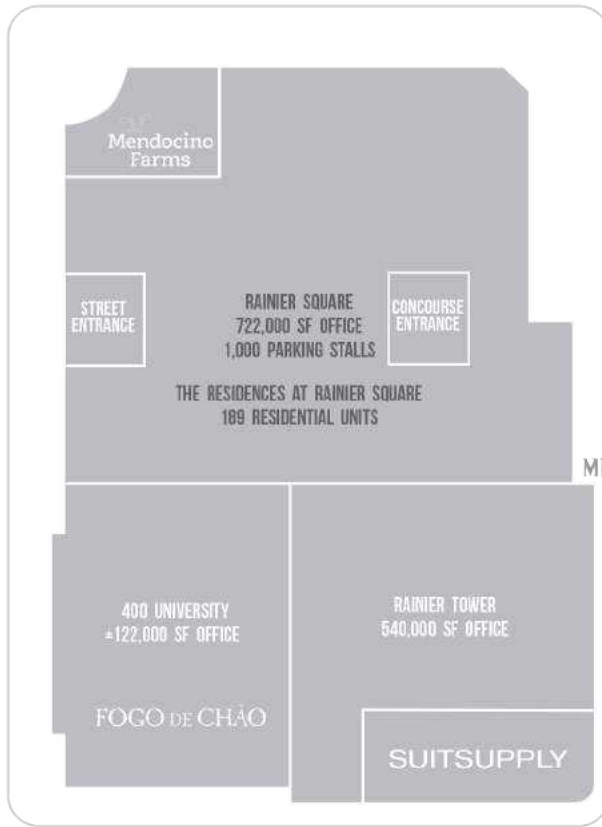 Mendocino
Farms
STREET
ENTRANCE
RAINIER SQUARE
722,000 SF OFFICE
1,000 PARKING STALLS
CONCOURSE
ENTRANCE
THE RESIDENCES AT RAINIER SQUARE
189 RESIDENTIAL UNITS
400 UNIVERSITY
±122,000 SF OFFICE
FOGO DE CHÃO
RAINIER TOWER
540,000 SF OFFICE
SUITSUPPLY